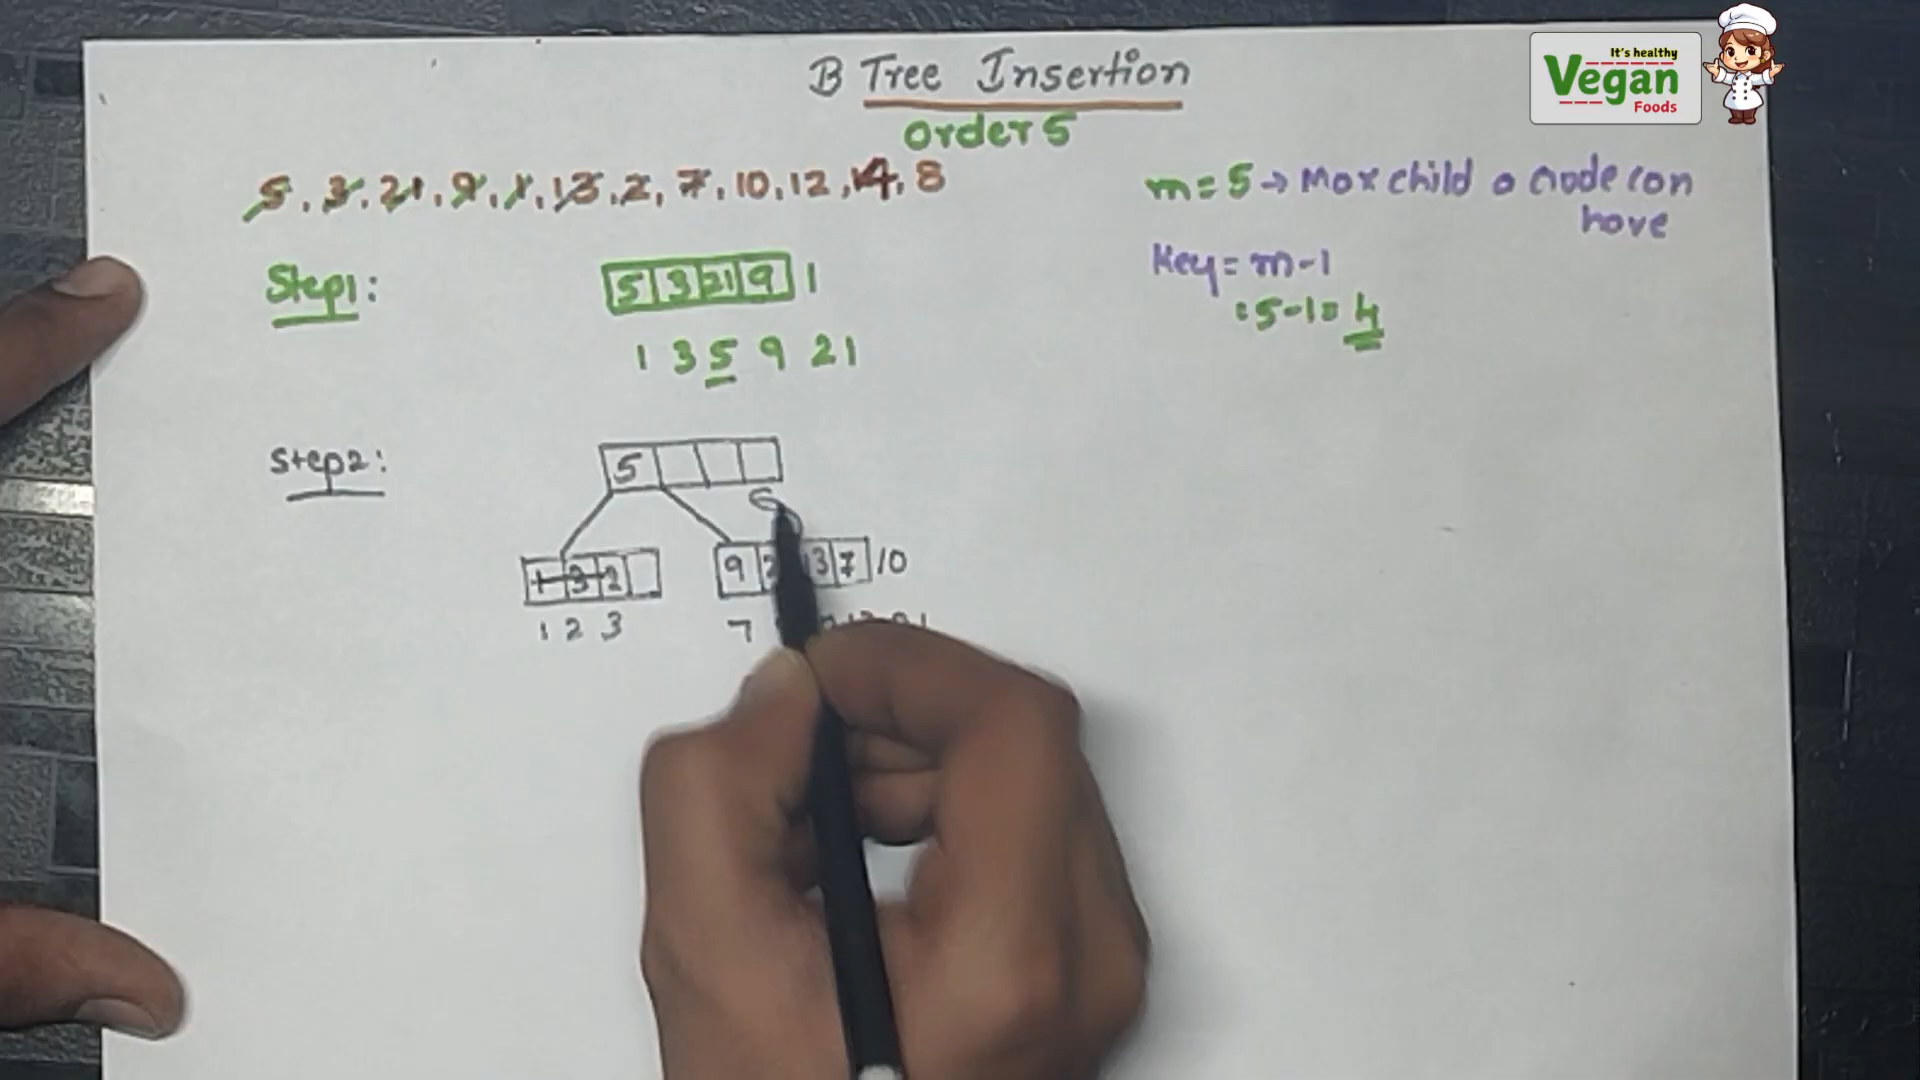 B Tree Insertion
Order 5
It's healthy
Vegan
Foods
5, 3, 21, 9, 1, 13, 2, 7, 10, 12, 14, 8
m = 5 → Max child a node can
have
Key = m-1
= 5-1 = 4
Step1:
5 3 21 9 1
1 3 5 9 21
Step2:
5
1 3 2
9 13 7 10
1 2 3
7